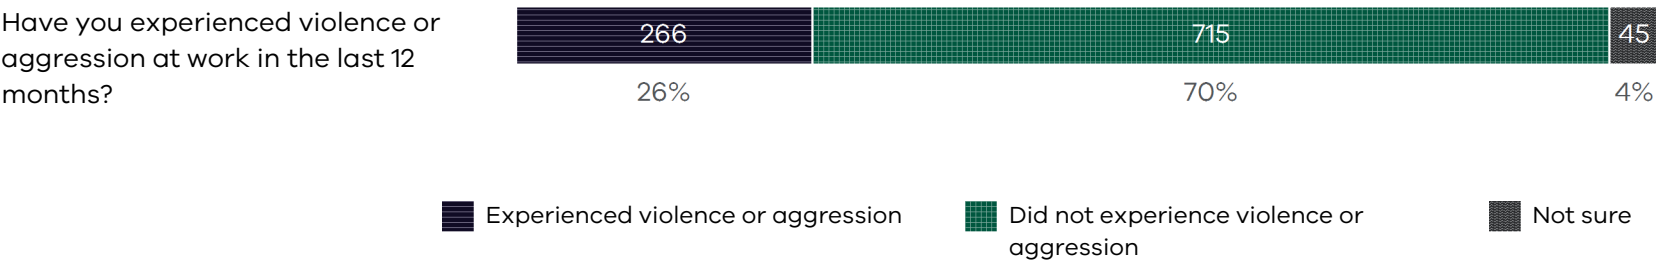 Have you experienced violence or
aggression at work in the last 12
months?
266
715
45
26%
70%
4%
Experienced violence or aggression
Did not experience violence or
aggression
Not sure